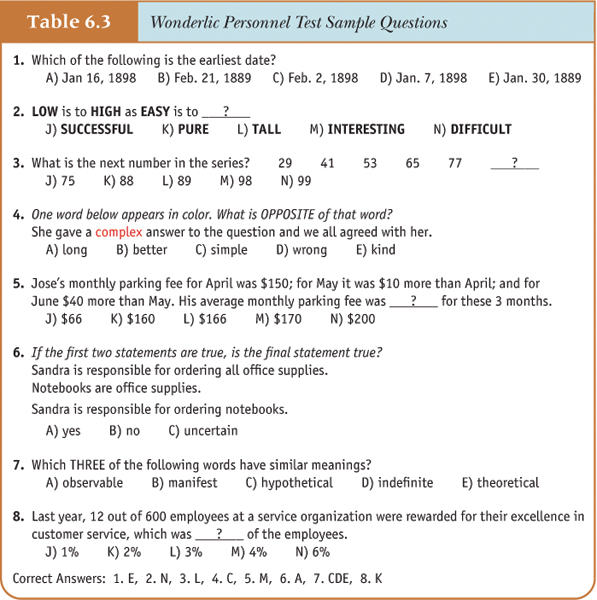 Table 6.3 Wonderlic Personnel Test Sample Questions
1. Which of the following is the earliest date?
A) Jan 16, 1898 B) Feb. 21, 1889 C) Feb. 2, 1898 D) Jan. 7, 1898 E) Jan. 30, 1889
2. LOW is to HIGH as EASY is to ___?___
J) SUCCESSFUL K) PURE L) TALL M) INTERESTING N) DIFFICULT
3. What is the next number in the series? 29 41 53 65 77 ___?___
J) 75 K) 88 L) 89 M) 98 N) 99
4. One word below appears in color. What is OPPOSITE of that word?
She gave a complex answer to the question and we all agreed with her.
A) long B) better C) simple D) wrong E) kind
5. Jose's monthly parking fee for April was $150; for May it was $10 more than April; and for
June $40 more than May. His average monthly parking fee was ___?___ for these 3 months.
J) $66 K) $160 L) $166 M) $170 N) $200
6. If the first two statements are true, is the final statement true?
Sandra is responsible for ordering all office supplies.
Notebooks are office supplies.
Sandra is responsible for ordering notebooks.
A) yes B) no C) uncertain
7. Which THREE of the following words have similar meanings?
A) observable B) manifest C) hypothetical D) indefinite E) theoretical
8. Last year, 12 out of 600 employees at a service organization were rewarded for their excellence in
customer service, which was ___?___ of the employees.
J) 1% K) 2% L) 3% M) 4% N) 6%
Correct Answers: 1. E, 2. N, 3. L, 4. C, 5. M, 6. A, 7. CDE, 8. K